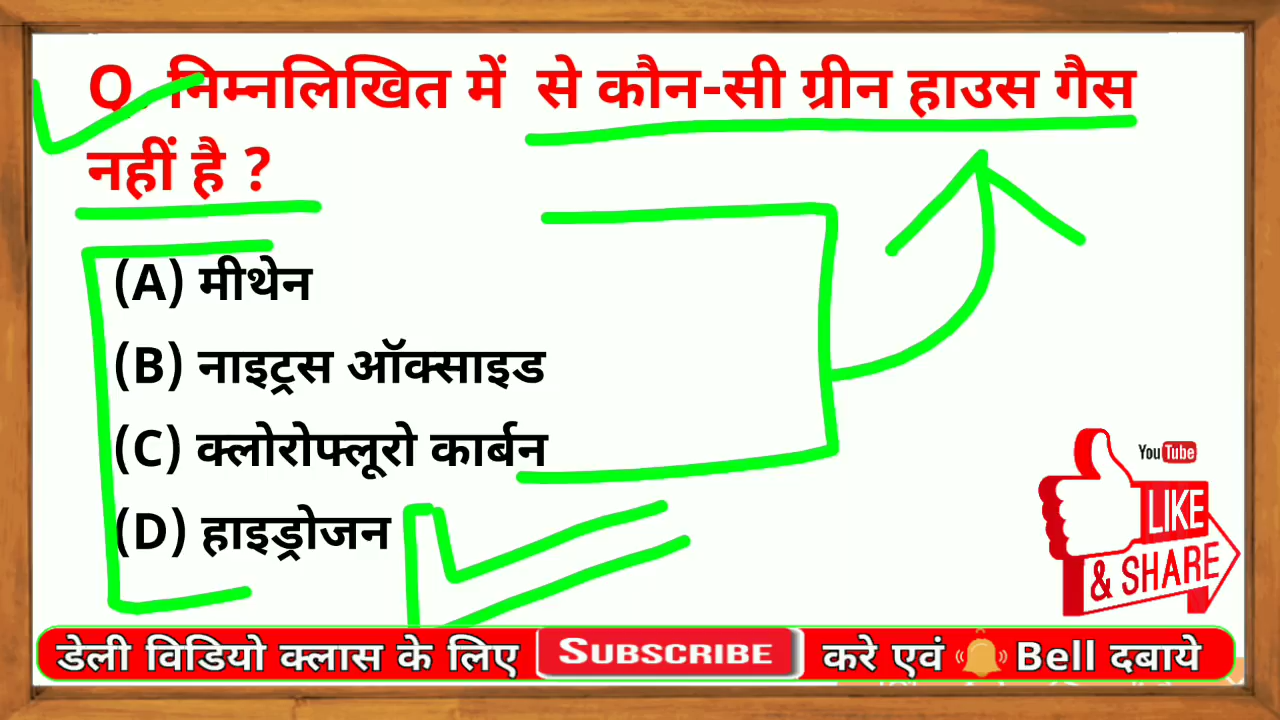 Q. निम्नलिखित में से कौन-सी ग्रीन हाउस गैस
नहीं है ?
(A) मीथेन
(B) नाइट्रस ऑक्साइड
(C) क्लोरोफ्लूरो कार्बन
(D) हाइड्रोजन
YouTube
LIKE
& SHARE
डेली विडियो क्लास के लिए SUBSCRIBE करे एवं Bell दबाये